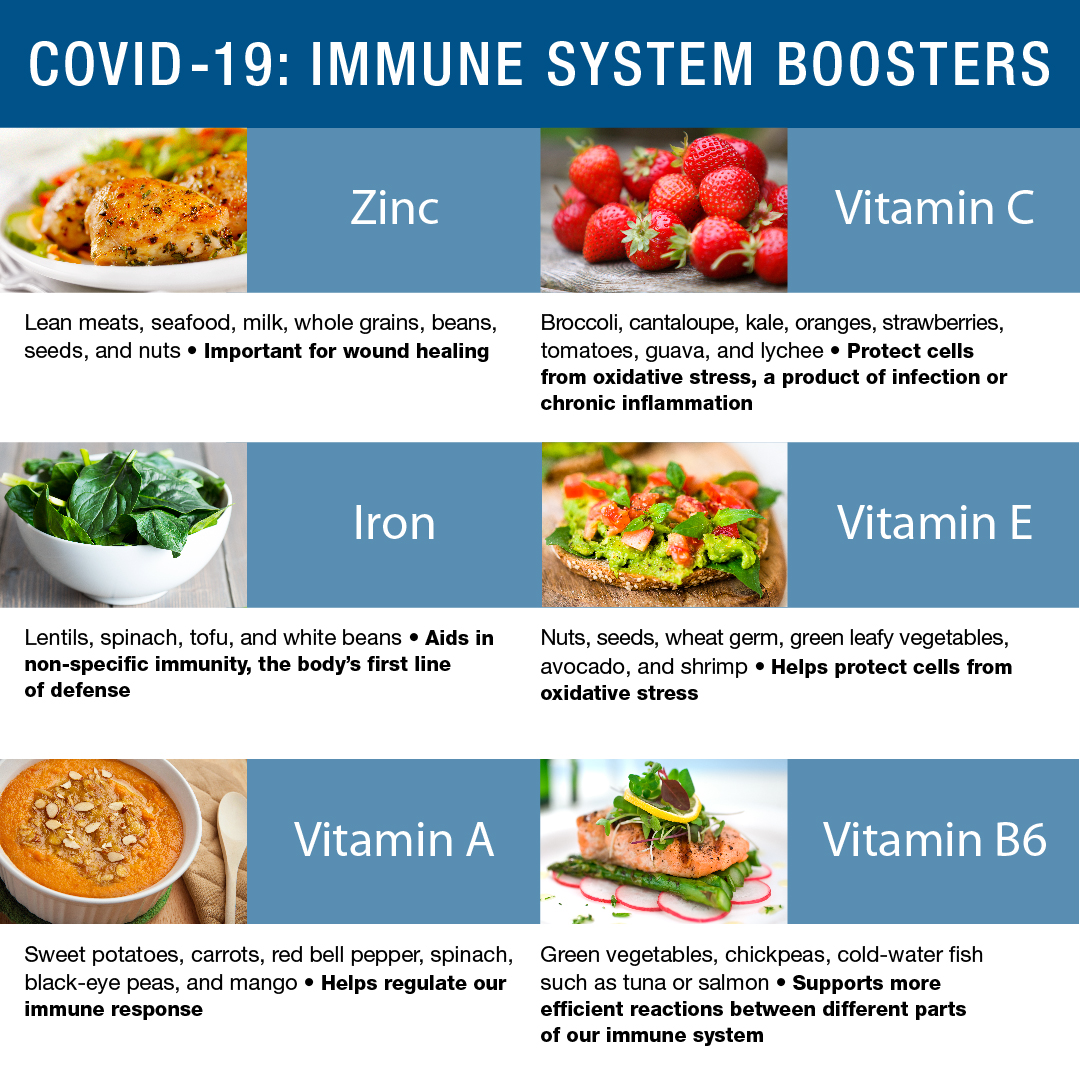 COVID-19: IMMUNE SYSTEM BOOSTERS
Zinc
Lean meats, seafood, milk, whole grains, beans,
seeds, and nuts • Important for wound healing
Vitamin C
Broccoli, cantaloupe, kale, oranges, strawberries,
tomatoes, guava, and lychee • Protect cells
from oxidative stress, a product of infection or
chronic inflammation
Iron
Lentils, spinach, tofu, and white beans • Aids in
non-specific immunity, the body's first line
of defense
Vitamin E
Nuts, seeds, wheat germ, green leafy vegetables,
avocado, and shrimp • Helps protect cells from
oxidative stress
Vitamin A
Sweet potatoes, carrots, red bell pepper, spinach,
black-eye peas, and mango • Helps regulate our
immune response
Vitamin B6
Green vegetables, chickpeas, cold-water fish
such as tuna or salmon • Supports more
efficient reactions between different parts
of our immune system